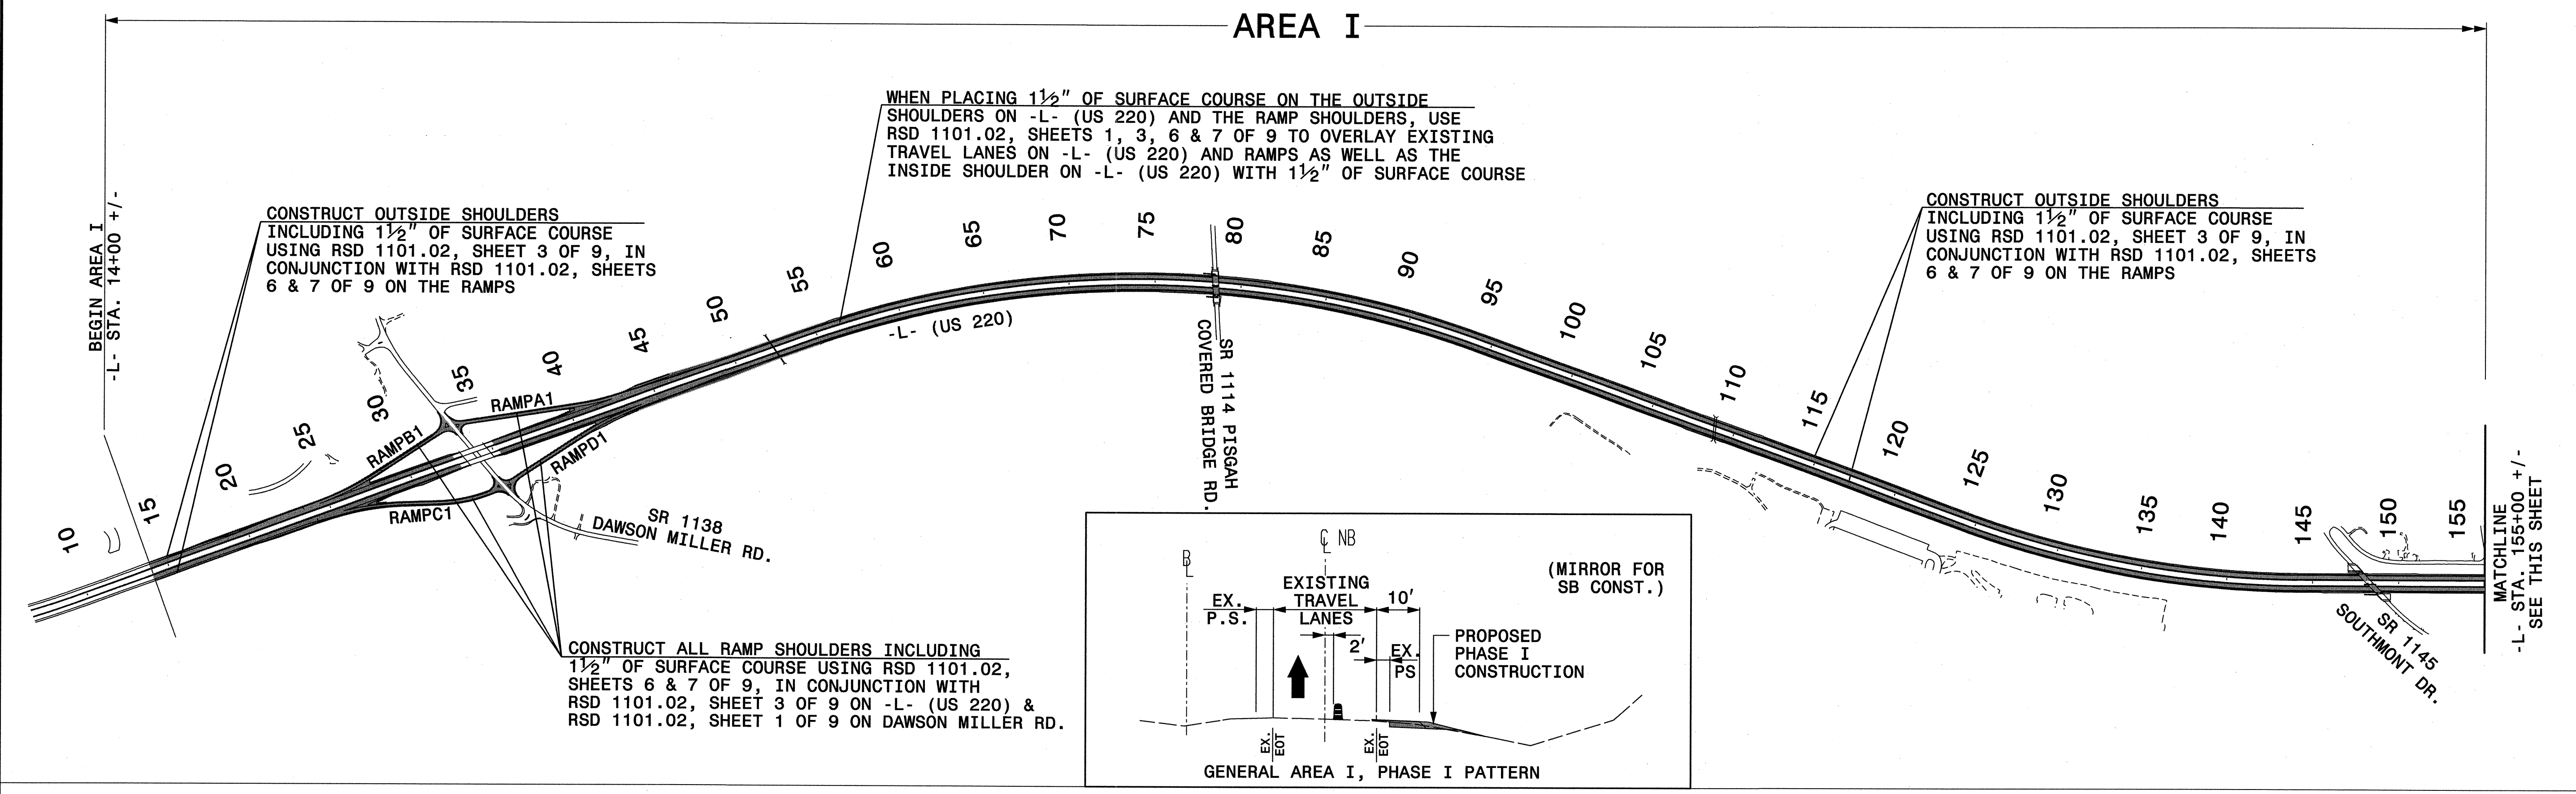 AREA I
BEGIN AREA I
-L- STA. 14+00 +/-
CONSTRUCT OUTSIDE SHOULDERS
INCLUDING 1½" OF SURFACE COURSE
USING RSD 1101.02, SHEET 3 OF 9, IN
CONJUNCTION WITH RSD 1101.02, SHEETS
6 & 7 OF 9 ON THE RAMPS
WHEN PLACING 1½" OF SURFACE COURSE ON THE OUTSIDE
SHOULDERS ON -L- (US 220) AND THE RAMP SHOULDERS, USE
RSD 1101.02, SHEETS 1, 3, 6 & 7 OF 9 TO OVERLAY EXISTING
TRAVEL LANES ON -L- (US 220) AND RAMPS AS WELL AS THE
INSIDE SHOULDER ON -L- (US 220) WITH 1½" OF SURFACE COURSE
CONSTRUCT OUTSIDE SHOULDERS
INCLUDING 1½" OF SURFACE COURSE
USING RSD 1101.02, SHEET 3 OF 9, IN
CONJUNCTION WITH RSD 1101.02, SHEETS
6 & 7 OF 9 ON THE RAMPS
10
15
20
25
30
35
40
45
50
55
60
65
70
75
80
85
90
95
100
105
110
115
120
125
130
135
140
145
150
155
-L- (US 220)
RAMPA1
RAMPB1
RAMPC1
RAMPD1
SR 1138
DAWSON MILLER RD.
SR 1114 PISGAH
COVERED BRIDGE RD.
SR 1145
SOUTHMONT DR.
MATCHLINE
-L- STA. 155+00 +/-
SEE THIS SHEET
CONSTRUCT ALL RAMP SHOULDERS INCLUDING
1½" OF SURFACE COURSE USING RSD 1101.02,
SHEETS 6 & 7 OF 9, IN CONJUNCTION WITH
RSD 1101.02, SHEET 3 OF 9 ON -L- (US 220) &
RSD 1101.02, SHEET 1 OF 9 ON DAWSON MILLER RD.
BL
CL NB
(MIRROR FOR
SB CONST.)
EXISTING
TRAVEL
LANES
EX.
P.S.
10'
2'
EX.
PS
PROPOSED
PHASE I
CONSTRUCTION
EX.
EOT
EX.
EOT
GENERAL AREA I, PHASE I PATTERN